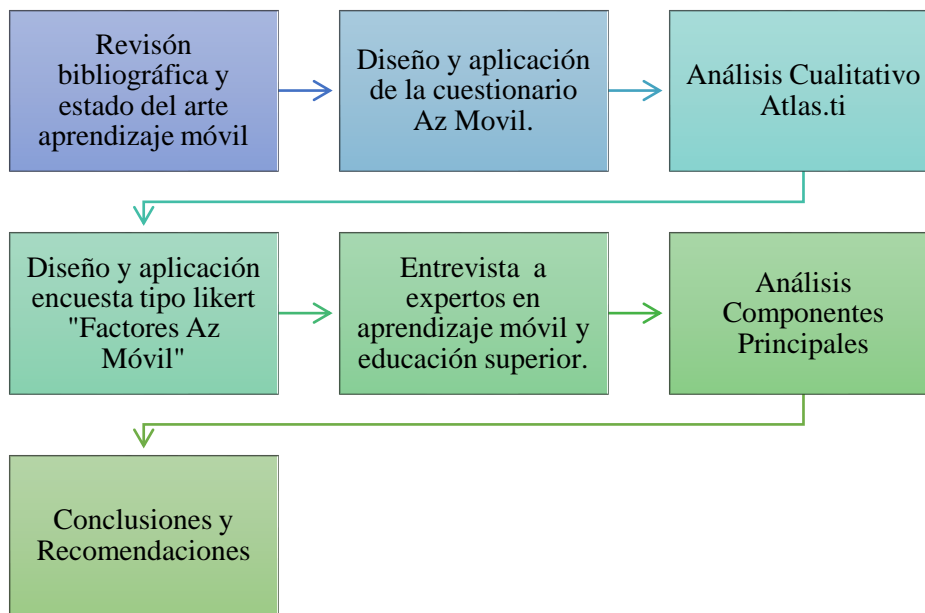 Revisón
bibliográfica y
estado del arte
aprendizaje móvil
Diseño y aplicación
de la cuestionario
Az Movil.
Análisis Cualitativo
Atlas.ti
Diseño y aplicación
encuesta tipo likert
"Factores Az
Móvil"
Entrevista a
expertos en
aprendizaje móvil y
educación superior.
Análisis
Componentes
Principales
Conclusiones y
Recomendaciones